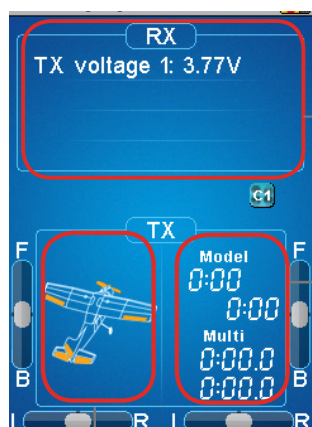 RX
TX voltage 1: 3.77V
C1
TX
F
F
Model
0:00
0:00
Multi
0:00.0
B
0:00.0
B
L
R
L
R